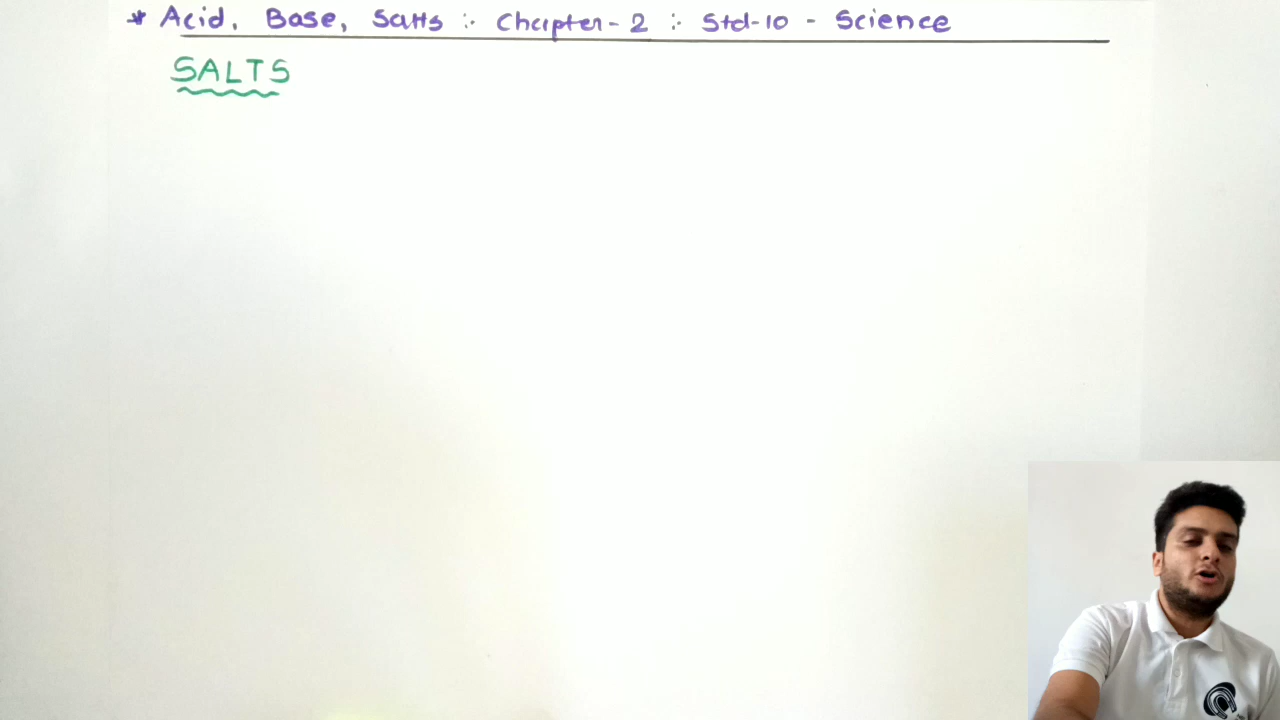 * Acid, Base, Salts :- Chapter-2 :- Std-10 - Science
SALTS